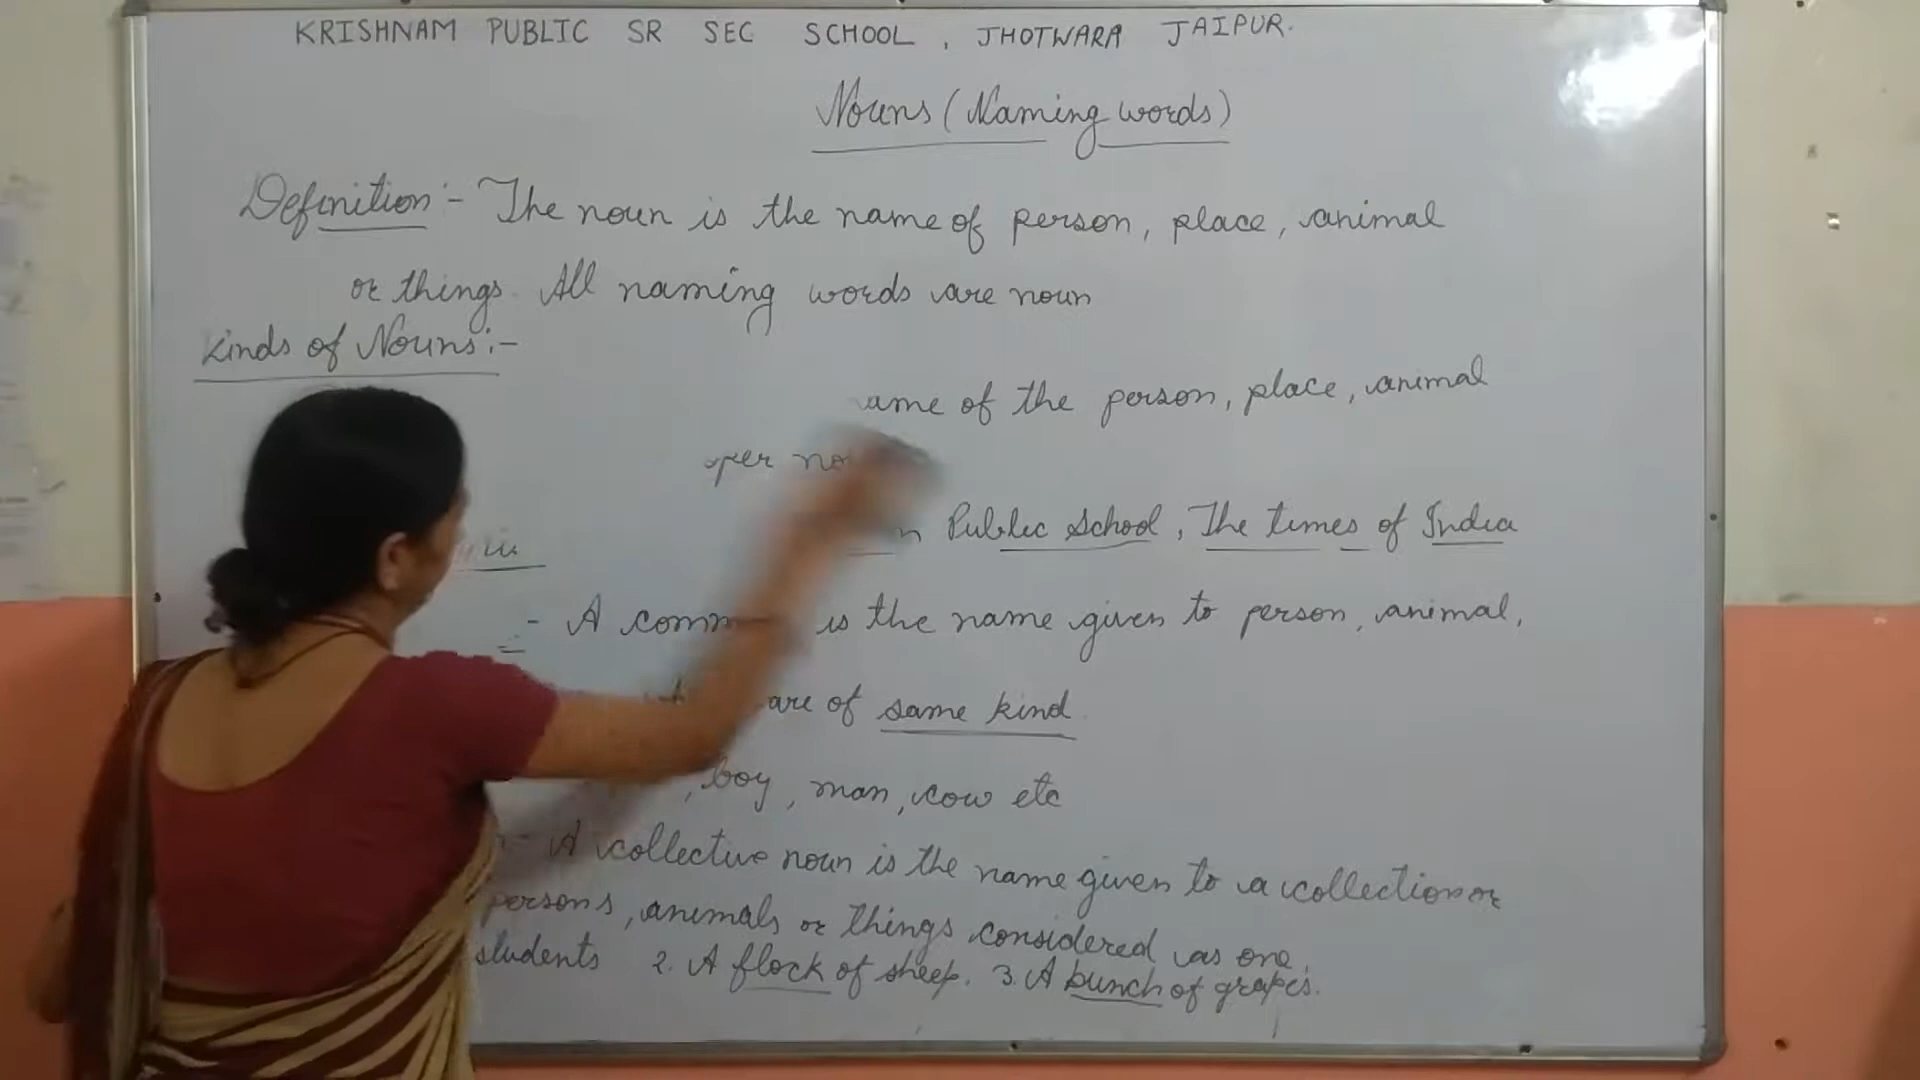 KRISHNAM PUBLIC SR SEC SCHOOL, JHOTWARA JAIPUR.
Nouns (Naming words)
Definition :- The noun is the name of person, place, animal
or things. All naming words are noun
Kinds of Nouns :-
of the person, place, animal
Public School, The times of India
- A is the name given to person, animal,
are of same kind
, boy, man, cow etc
- A collective noun is the name given to a collection or
persons, animals or things considered as one.
students 2. A flock of sheep. 3. A bunch of grapes.